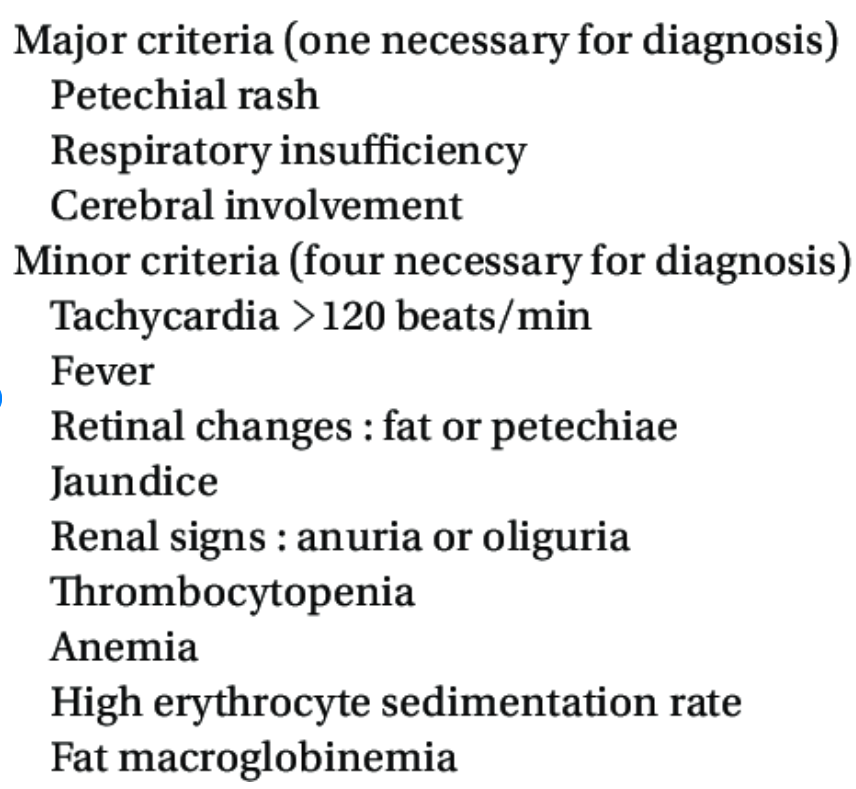 Major criteria (one necessary for diagnosis)
Petechial rash
Respiratory insufficiency
Cerebral involvement
Minor criteria (four necessary for diagnosis)
Tachycardia >120 beats/min
Fever
Retinal changes : fat or petechiae
Jaundice
Renal signs : anuria or oliguria
Thrombocytopenia
Anemia
High erythrocyte sedimentation rate
Fat macroglobinemia